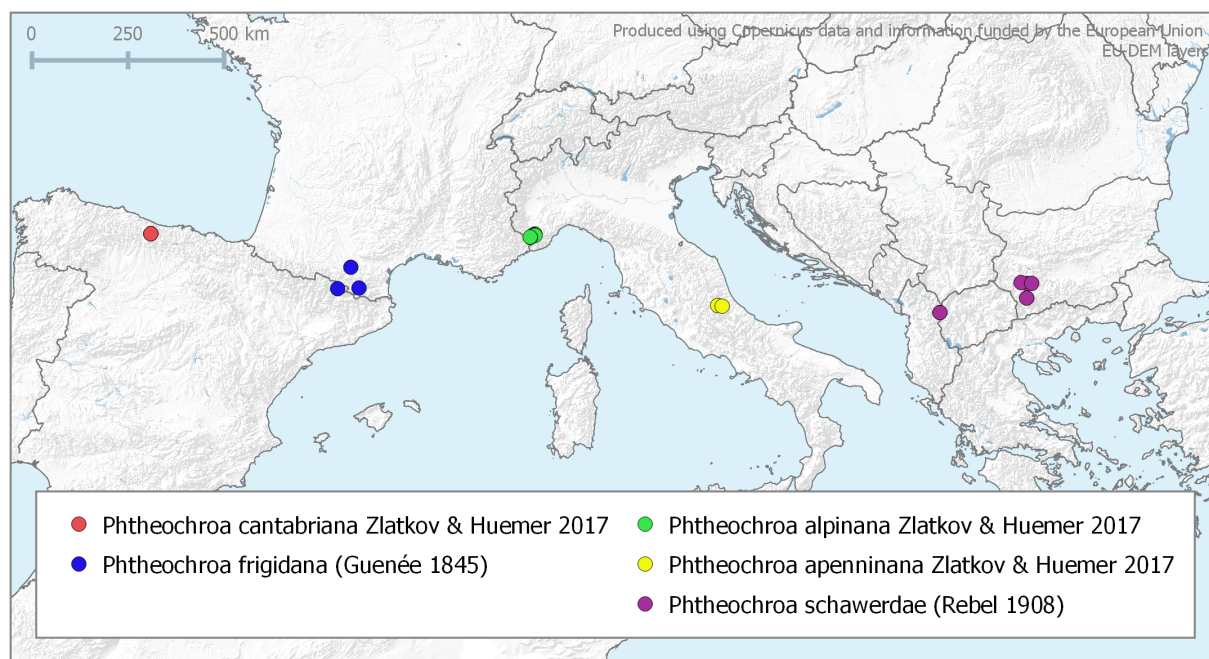 0 250 500 km
Produced using Copernicus data and information funded by the European Union
EU-DEM layers
Phtheochroa cantabriana Zlatkov & Huemer 2017
Phtheochroa frigidana (Guenée 1845)
Phtheochroa alpinana Zlatkov & Huemer 2017
Phtheochroa apenninana Zlatkov & Huemer 2017
Phtheochroa schawerdae (Rebel 1908)